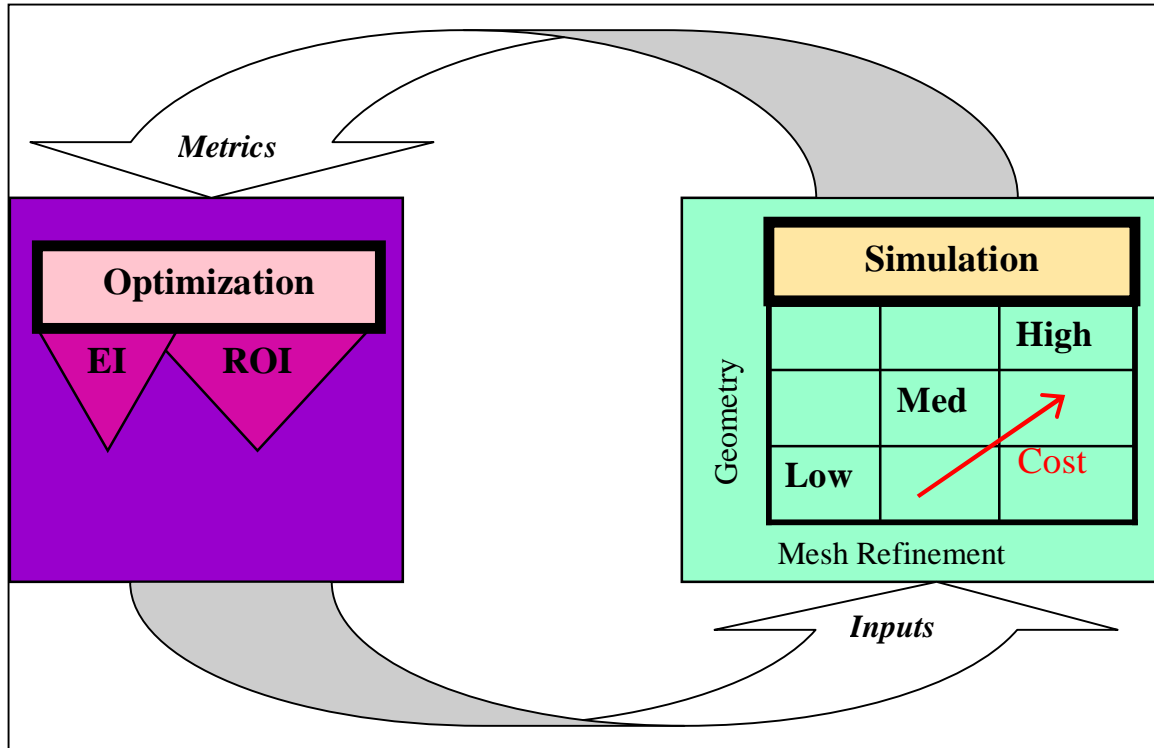 Metrics
Optimization
EI
ROI
Simulation
High
Med
Low
Cost
Geometry
Mesh Refinement
Inputs